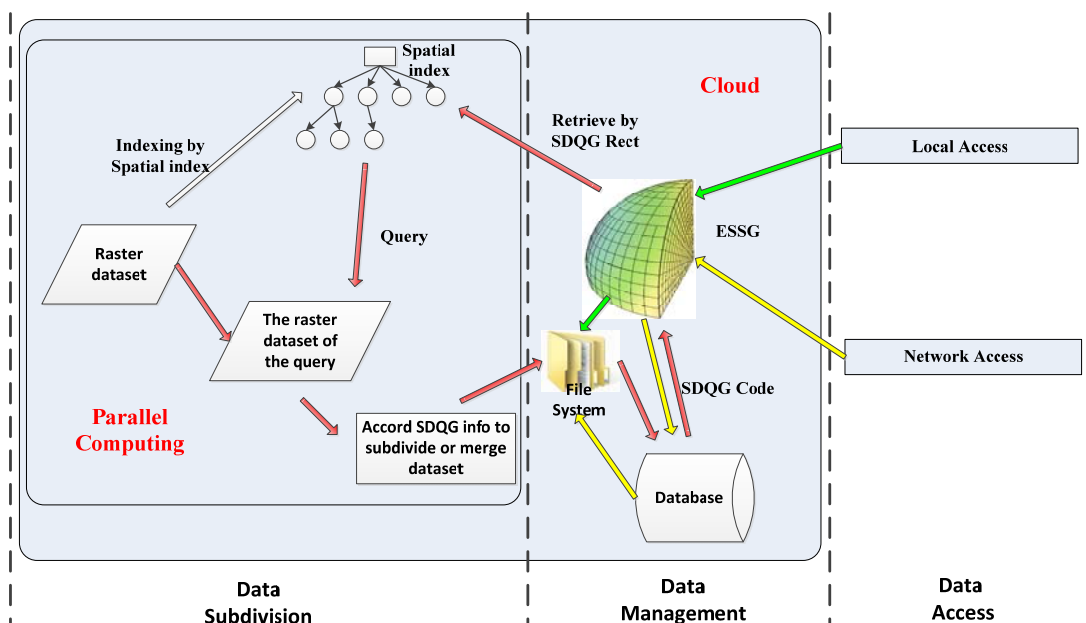 Spatial
index
Cloud
Indexing by
Spatial index
Retrieve by
SDQG Rect
Local Access
Raster
dataset
Query
ESSG
The raster
dataset of
the query
Network Access
File
System
SDQG Code
Parallel
Computing
Accord SDQG info to
subdivide or merge
dataset
Database
Data
Subdivision
Data
Management
Data
Access